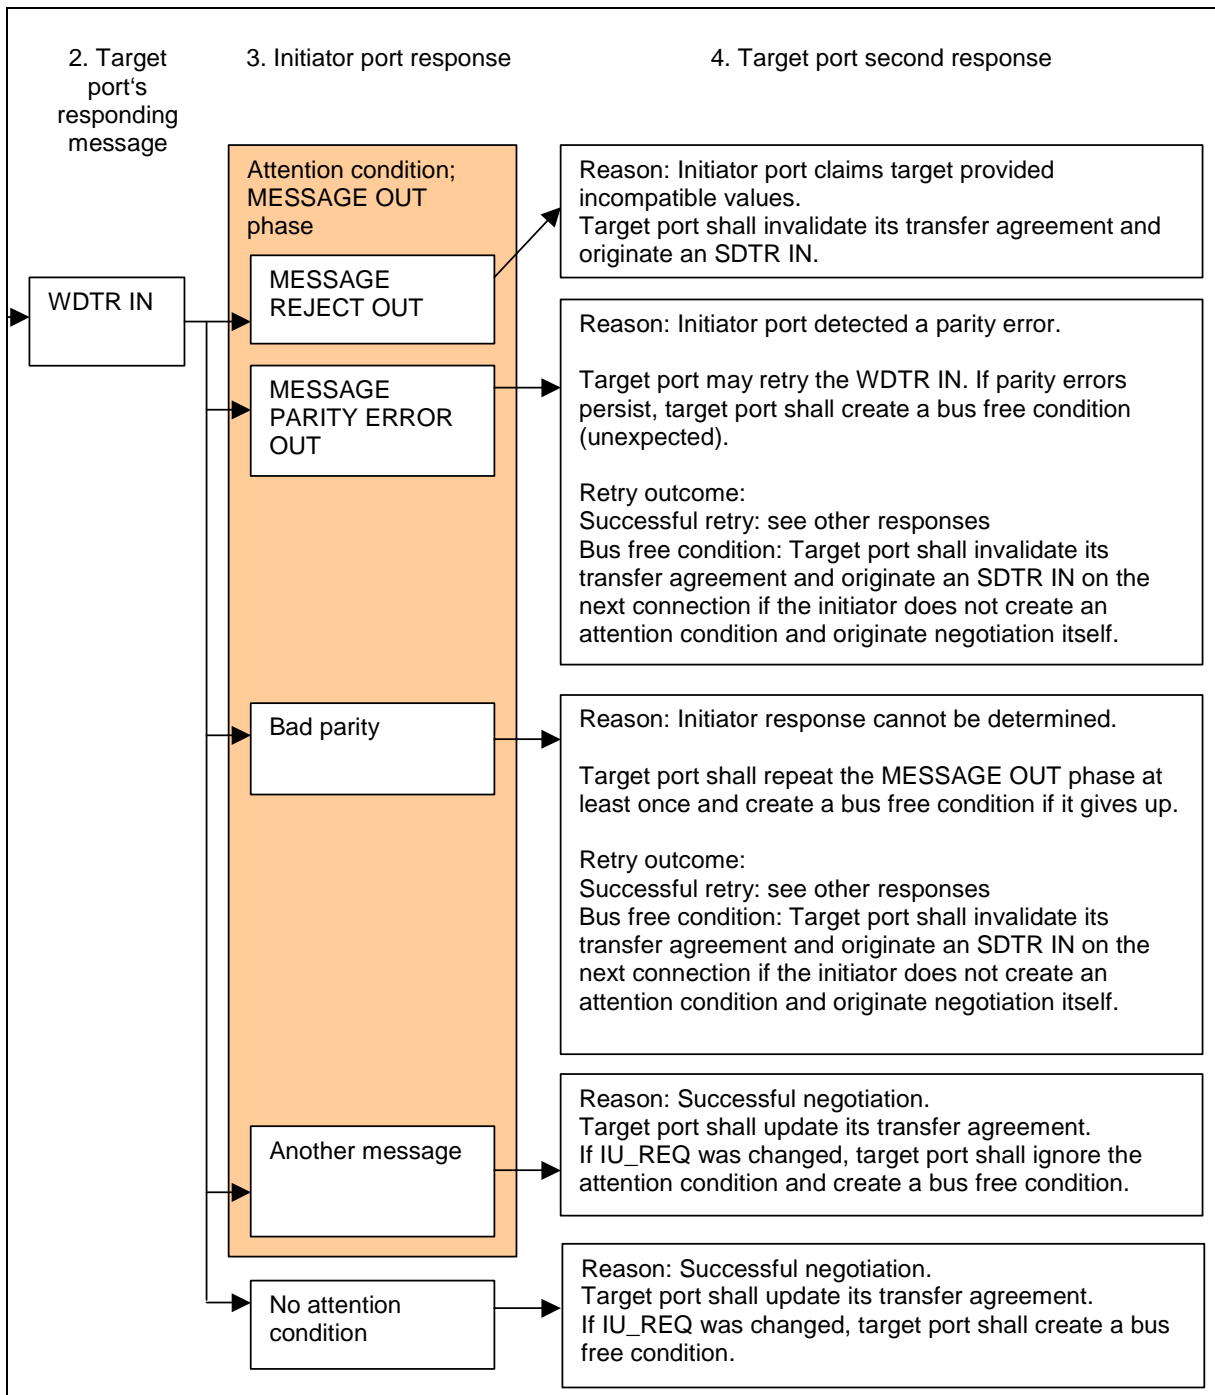 2. Target
port‘s
responding
message
3. Initiator port response
4. Target port second response
WDTR IN
Attention condition;
MESSAGE OUT
phase
MESSAGE
REJECT OUT
Reason: Initiator port claims target provided
incompatible values.
Target port shall invalidate its transfer agreement and
originate an SDTR IN.
MESSAGE
PARITY ERROR
OUT
Reason: Initiator port detected a parity error.
Target port may retry the WDTR IN. If parity errors
persist, target port shall create a bus free condition
(unexpected).
Retry outcome:
Successful retry: see other responses
Bus free condition: Target port shall invalidate its
transfer agreement and originate an SDTR IN on the
next connection if the initiator does not create an
attention condition and originate negotiation itself.
Bad parity
Reason: Initiator response cannot be determined.
Target port shall repeat the MESSAGE OUT phase at
least once and create a bus free condition if it gives up.
Retry outcome:
Successful retry: see other responses
Bus free condition: Target port shall invalidate its
transfer agreement and originate an SDTR IN on the
next connection if the initiator does not create an
attention condition and originate negotiation itself.
Another message
Reason: Successful negotiation.
Target port shall update its transfer agreement.
If IU_REQ was changed, target port shall ignore the
attention condition and create a bus free condition.
No attention
condition
Reason: Successful negotiation.
Target port shall update its transfer agreement.
If IU_REQ was changed, target port shall create a bus
free condition.